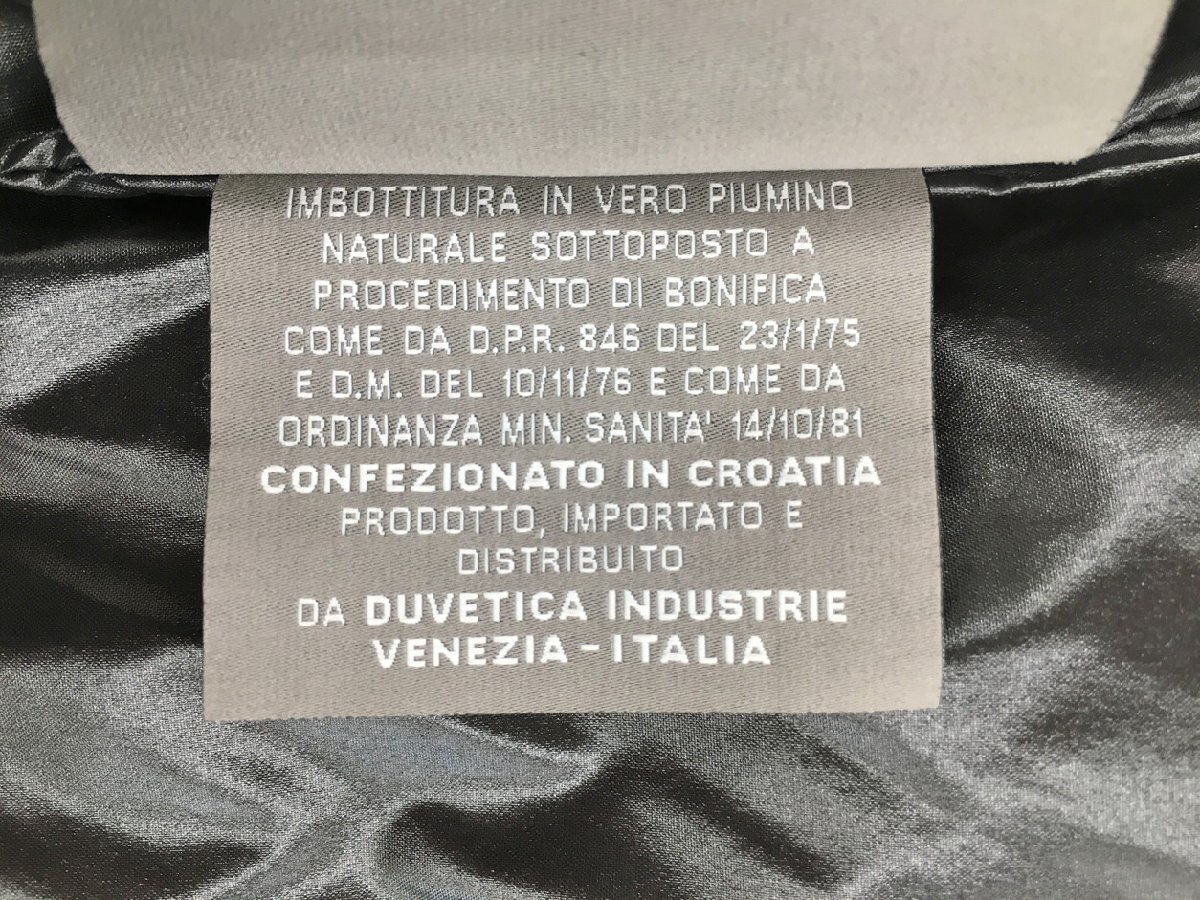 IMBOTTITURA IN VERO PIUMINO
NATURALE SOTTOPOSTO A
PROCEDIMENTO DI BONIFICA
COME DA D.P.R. 846 DEL 23/1/75
E D.M. DEL 10/11/76 E COME DA
ORDINANZA MIN. SANITA' 14/10/81
CONFEZIONATO IN CROATIA
PRODOTTO, IMPORTATO E
DISTRIBUITO
DA DUVETICA INDUSTRIE
VENEZIA-ITALIA